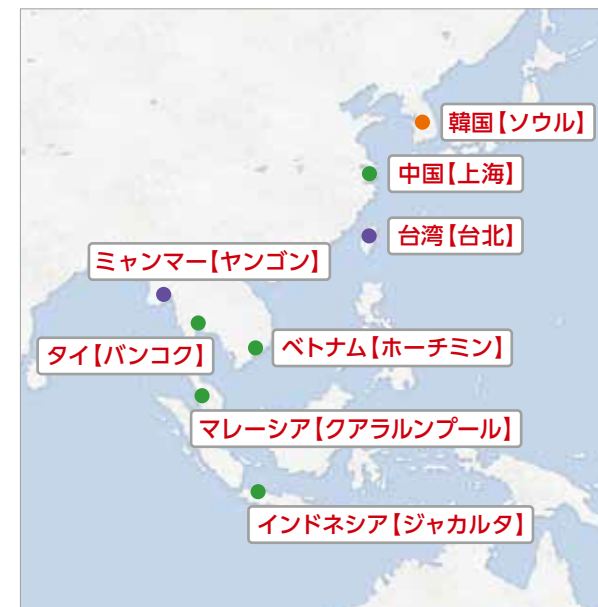 韓国【ソウル】
中国【上海】
台湾【台北】
ミャンマー【ヤンゴン】
タイ【バンコク】
ベトナム【ホーチミン】
マレーシア【クアラルンプール】
インドネシア【ジャカルタ】